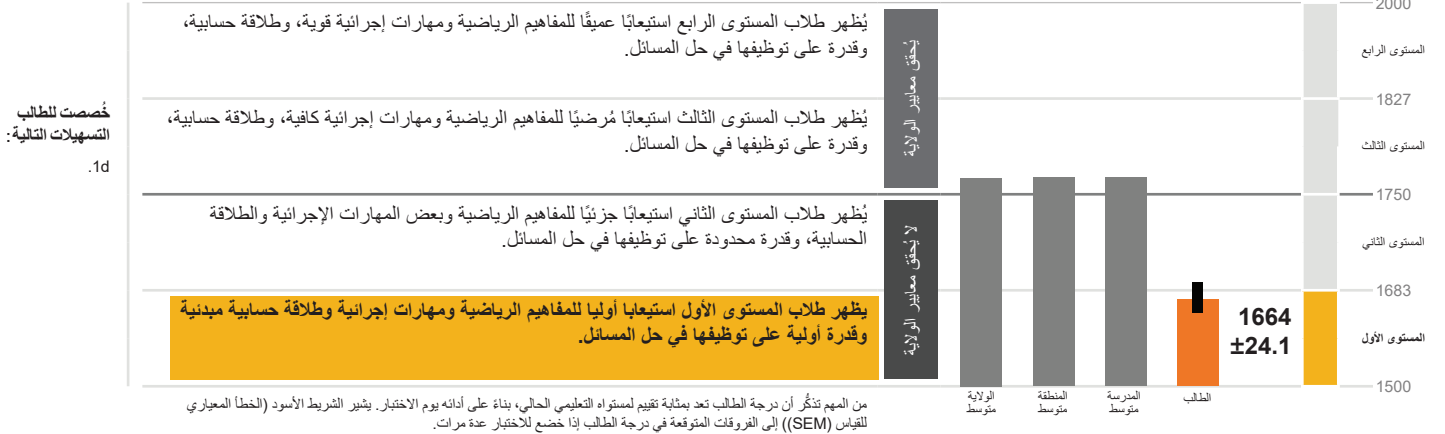 2000
المستوى الرابع
يُظهر طلاب المستوى الرابع استيعابًا عميقًا للمفاهيم الرياضية ومهارات إجرائية قوية، وطلاقة حسابية،
وقدرة على توظيفها في حل المسائل.
يُحقق معايير الولاية
1827
المستوى الثالث
يُظهر طلاب المستوى الثالث استيعابًا مُرضيًا للمفاهيم الرياضية ومهارات إجرائية كافية، وطلاقة حسابية،
وقدرة على توظيفها في حل المسائل.
خُصصت للطالب
التسهيلات التالية:
1d.
1750
المستوى الثاني
يُظهر طلاب المستوى الثاني استيعابًا جزئيًا للمفاهيم الرياضية وبعض المهارات الإجرائية والطلاقة
الحسابية، وقدرة محدودة على توظيفها في حل المسائل.
لا يُحقق معايير الولاية
1683
المستوى الأول
1664
±24.1
يظهر طلاب المستوى الأول استيعابا أوليا للمفاهيم الرياضية ومهارات إجرائية وطلاقة حسابية مبدئية
وقدرة أولية على توظيفها في حل المسائل.
1500
الطالب
المدرسة
متوسط
المنطقة
متوسط
الولاية
متوسط
من المهم تذكُّر أن درجة الطالب تعد بمثابة تقييم لمستواه التعليمي الحالي، بناءً على أدائه يوم الاختبار. يشير الشريط الأسود (الخطأ المعياري
للقياس (SEM)) إلى الفروقات المتوقعة في درجة الطالب إذا خضع للاختبار عدة مرات.